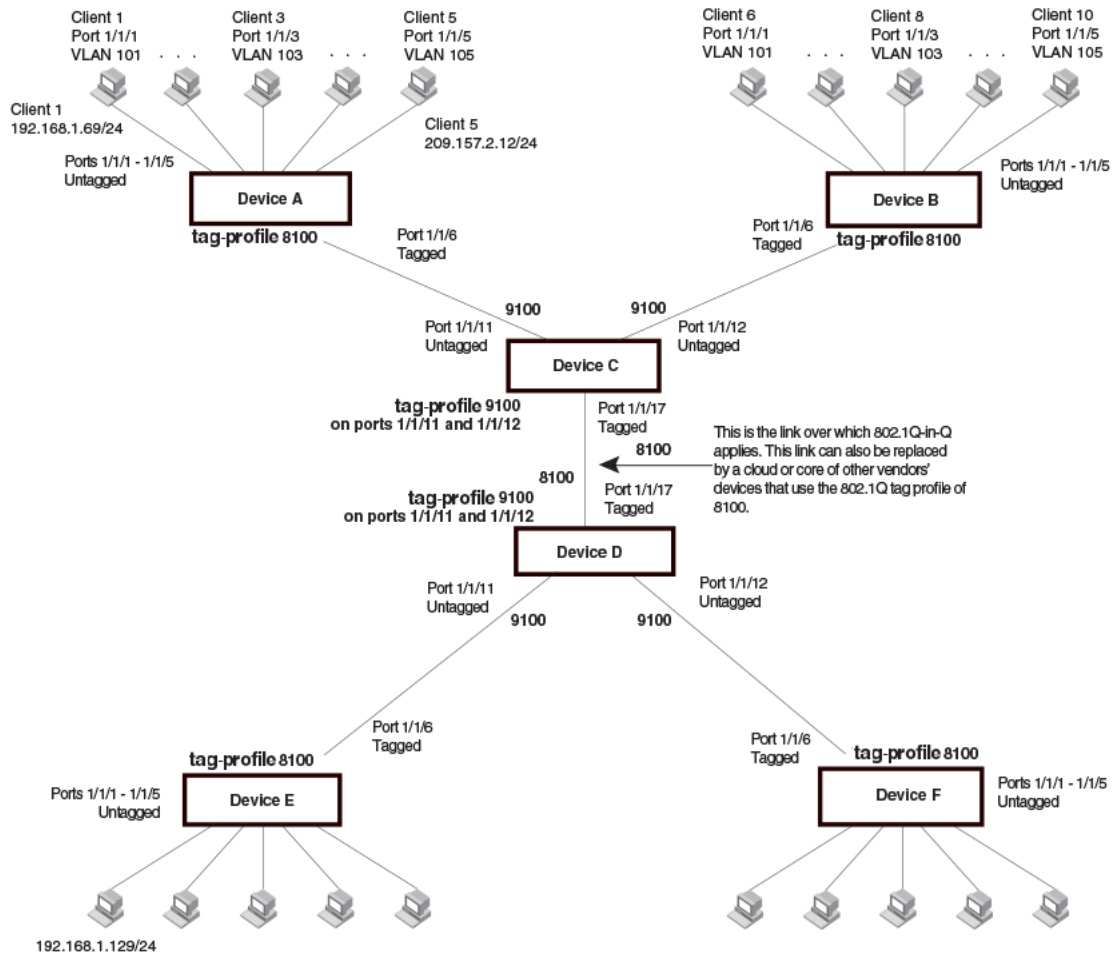 Client 1
Port 1/1/1
VLAN 101
. . .
Client 3
Port 1/1/3
VLAN 103
. . .
Client 5
Port 1/1/5
VLAN 105
Client 6
Port 1/1/1
VLAN 101
. . .
Client 8
Port 1/1/3
VLAN 103
. . .
Client 10
Port 1/1/5
VLAN 105
Client 1
192.168.1.69/24
Client 5
209.157.2.12/24
Ports 1/1/1 - 1/1/5
Untagged
Device A
tag-profile 8100
Ports 1/1/1 - 1/1/5
Untagged
Device B
tag-profile 8100
Port 1/1/6
Tagged
Port 1/1/6
Tagged
9100
9100
Port 1/1/11
Untagged
Port 1/1/12
Untagged
Device C
tag-profile 9100
on ports 1/1/11 and 1/1/12
Port 1/1/17
Tagged
8100
This is the link over which 802.1Q-in-Q
applies. This link can also be replaced
by a cloud or core of other vendors'
devices that use the 802.1Q tag profile of
8100.
8100
tag-profile 9100
on ports 1/1/11 and 1/1/12
Port 1/1/17
Tagged
Device D
Port 1/1/11
Untagged
Port 1/1/12
Untagged
9100
9100
Port 1/1/6
Tagged
Port 1/1/6
Tagged
tag-profile 8100
Ports 1/1/1 - 1/1/5
Untagged
Device E
tag-profile 8100
Device F
Ports 1/1/1 - 1/1/5
Untagged
192.168.1.129/24